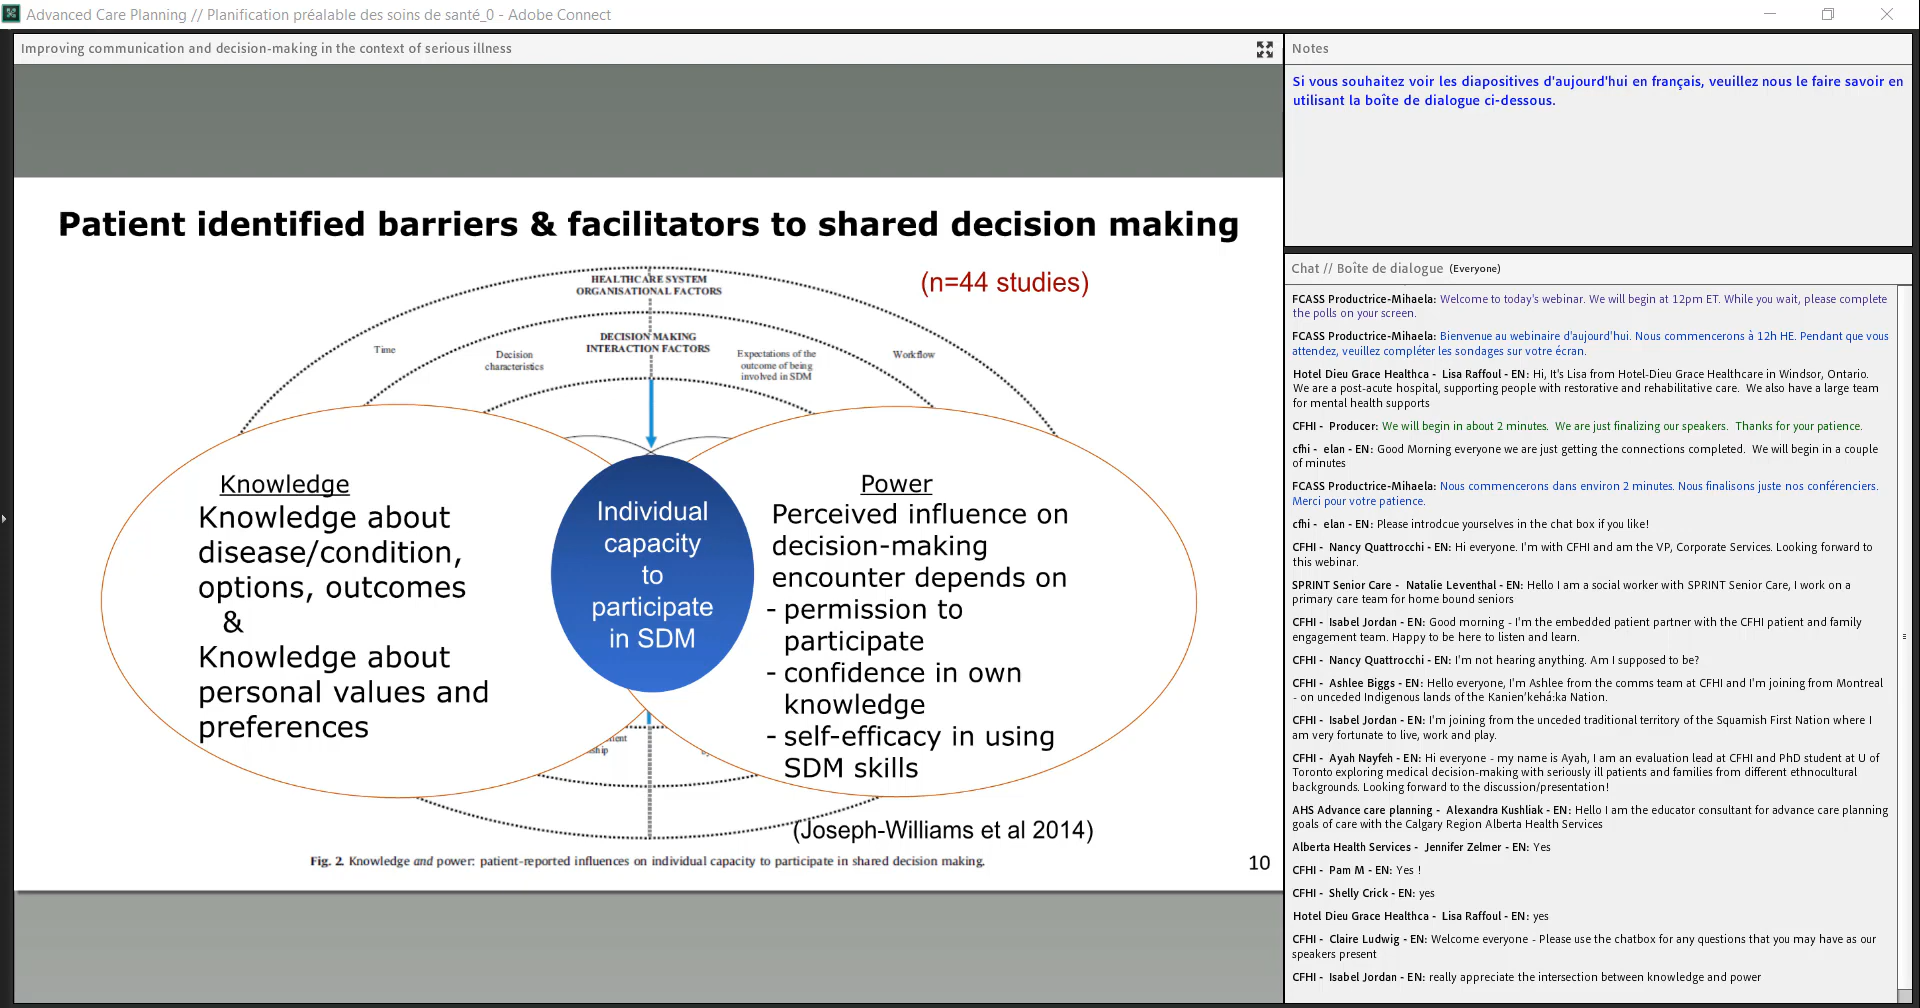 Advanced Care Planning // Planification préalable des soins de santé_0 - Adobe Connect
Improving communication and decision-making in the context of serious illness
Patient identified barriers & facilitators to shared decision making
(n=44 studies)
HEALTHCARE SYSTEM
ORGANISATIONAL FACTORS
DECISION MAKING
INTERACTION FACTORS
Time
Decision
characteristics
Expectations of the
outcome of being
involved in SDM
Workflow
Knowledge
Knowledge about
disease/condition,
options, outcomes
&
Knowledge about
personal values and
preferences
Individual
capacity
to
participate
in SDM
Power
Perceived influence on
decision-making
encounter depends on
- permission to
participate
- confidence in own
knowledge
- self-efficacy in using
SDM skills
(Joseph-Williams et al 2014)
Fig. 2. Knowledge and power: patient-reported influences on individual capacity to participate in shared decision making.
10
Notes
Si vous souhaitez voir les diapositives d'aujourd'hui en français, veuillez nous le faire savoir en
utilisant la boîte de dialogue ci-dessous.
Chat // Boîte de dialogue (Everyone)
FCASS Productrice-Mihaela: Welcome to today's webinar. We will begin at 12pm ET. While you wait, please complete
the polls on your screen.
FCASS Productrice-Mihaela: Bienvenue au webinaire d'aujourd'hui. Nous commencerons à 12h HE. Pendant que vous
attendez, veuillez compléter les sondages sur votre écran.
Hotel Dieu Grace Healthca - Lisa Raffoul - EN: Hi, It's Lisa from Hotel-Dieu Grace Healthcare in Windsor, Ontario.
We are a post-acute hospital, supporting people with restorative and rehabilitative care. We also have a large team
for mental health supports
CFHI - Producer: We will begin in about 2 minutes. We are just finalizing our speakers. Thanks for your patience.
cfhi - elan - EN: Good Morning everyone we are just getting the connections completed. We will begin in a couple
of minutes
FCASS Productrice-Mihaela: Nous commencerons dans environ 2 minutes. Nous finalisons juste nos conférenciers.
Merci pour votre patience.
cfhi - elan - EN: Please introdcue yourselves in the chat box if you like!
CFHI - Nancy Quattrocchi - EN: Hi everyone. I'm with CFHI and am the VP, Corporate Services. Looking forward to
this webinar.
SPRINT Senior Care - Natalie Leventhal - EN: Hello I am a social worker with SPRINT Senior Care, I work on a
primary care team for home bound seniors
CFHI - Isabel Jordan - EN: Good morning - I'm the embedded patient partner with the CFHI patient and family
engagement team. Happy to be here to listen and learn.
CFHI - Nancy Quattrocchi - EN: I'm not hearing anything. Am I supposed to be?
CFHI - Ashlee Biggs - EN: Hello everyone, I'm Ashlee from the comms team at CFHI and I'm joining from Montreal
- on unceded Indigenous lands of the Kanien'kehá:ka Nation.
CFHI - Isabel Jordan - EN: I'm joining from the unceded traditional territory of the Squamish First Nation where I
am very fortunate to live, work and play.
CFHI - Ayah Nayfeh - EN: Hi everyone - my name is Ayah, I am an evaluation lead at CFHI and PhD student at U of
Toronto exploring medical decision-making with seriously ill patients and families from different ethnocultural
backgrounds. Looking forward to the discussion/presentation!
AHS Advance care planning - Alexandra Kushliak - EN: Hello I am the educator consultant for advance care planning
goals of care with the Calgary Region Alberta Health Services
Alberta Health Services - Jennifer Zelmer - EN: Yes
CFHI - Pam M - EN: Yes !
CFHI - Shelly Crick - EN: yes
Hotel Dieu Grace Healthca - Lisa Raffoul - EN: yes
CFHI - Claire Ludwig - EN: Welcome everyone - Please use the chatbox for any questions that you may have as our
speakers present
CFHI - Isabel Jordan - EN: really appreciate the intersection between knowledge and power